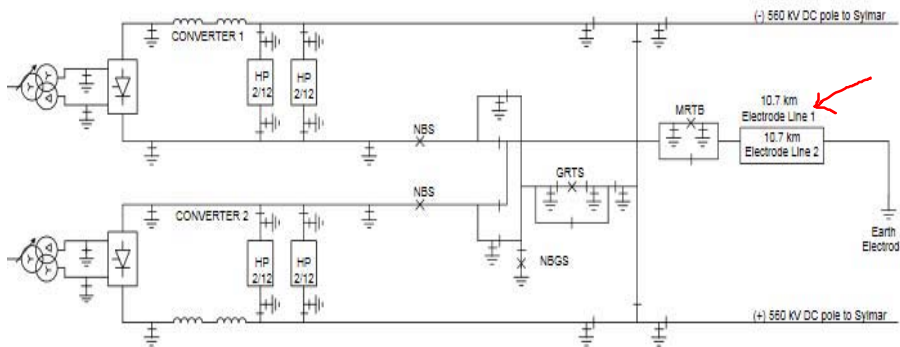 (-) 560 kV DC pole to Sylmar
CONVERTER 1
Y
Y
Δ
HP
2/12
HP
2/12
10.7 km
Electrode Line 1
MRTB
10.7 km
Electrode Line 2
NBS
GRTS
NBS
CONVERTER 2
Earth
Electrod
Δ
Y
Y
HP
2/12
HP
2/12
NBGS
(+) 560 kV DC pole to Sylmar